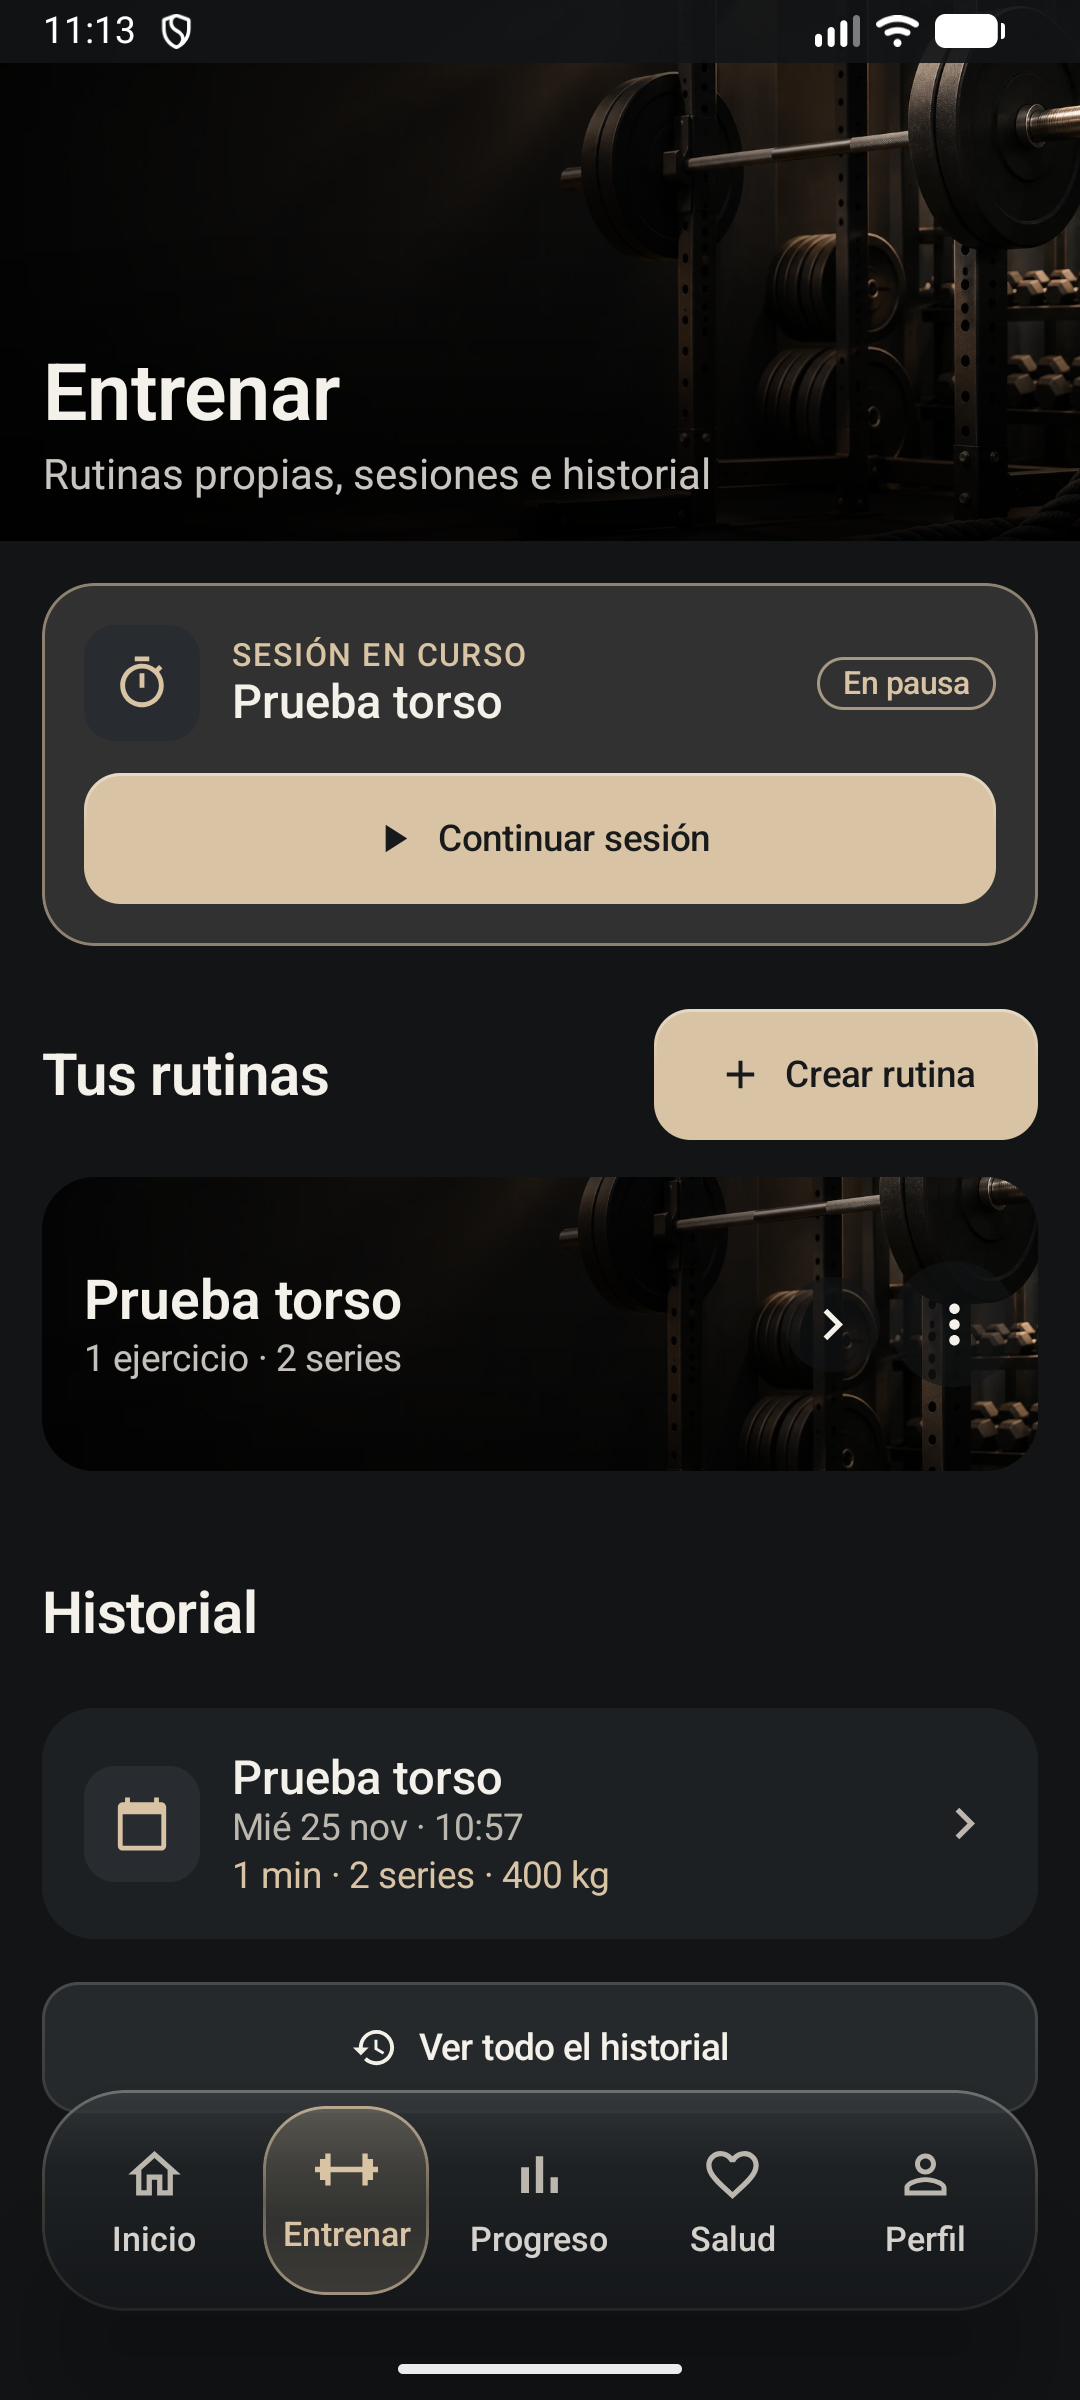 11:13
Entrenar
Rutinas propias, sesiones e historial
SESIÓN EN CURSO
Prueba torso
En pausa
Continuar sesión
Tus rutinas
Crear rutina
Prueba torso
1 ejercicio · 2 series
Historial
Prueba torso
Mié 25 nov · 10:57
1 min · 2 series · 400 kg
Ver todo el historial
Inicio
Entrenar
Progreso
Salud
Perfil